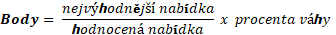 Body = nejvýhodnější nabídka / hodnocená nabídka x procenta váhy